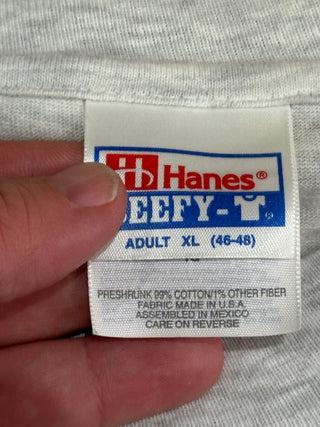 Hanes®
BEEFY-T®
ADULT XL (46-48)
PRESHRUNK 99% COTTON/1% OTHER FIBER
FABRIC MADE IN U.S.A.
ASSEMBLED IN MEXICO
CARE ON REVERSE